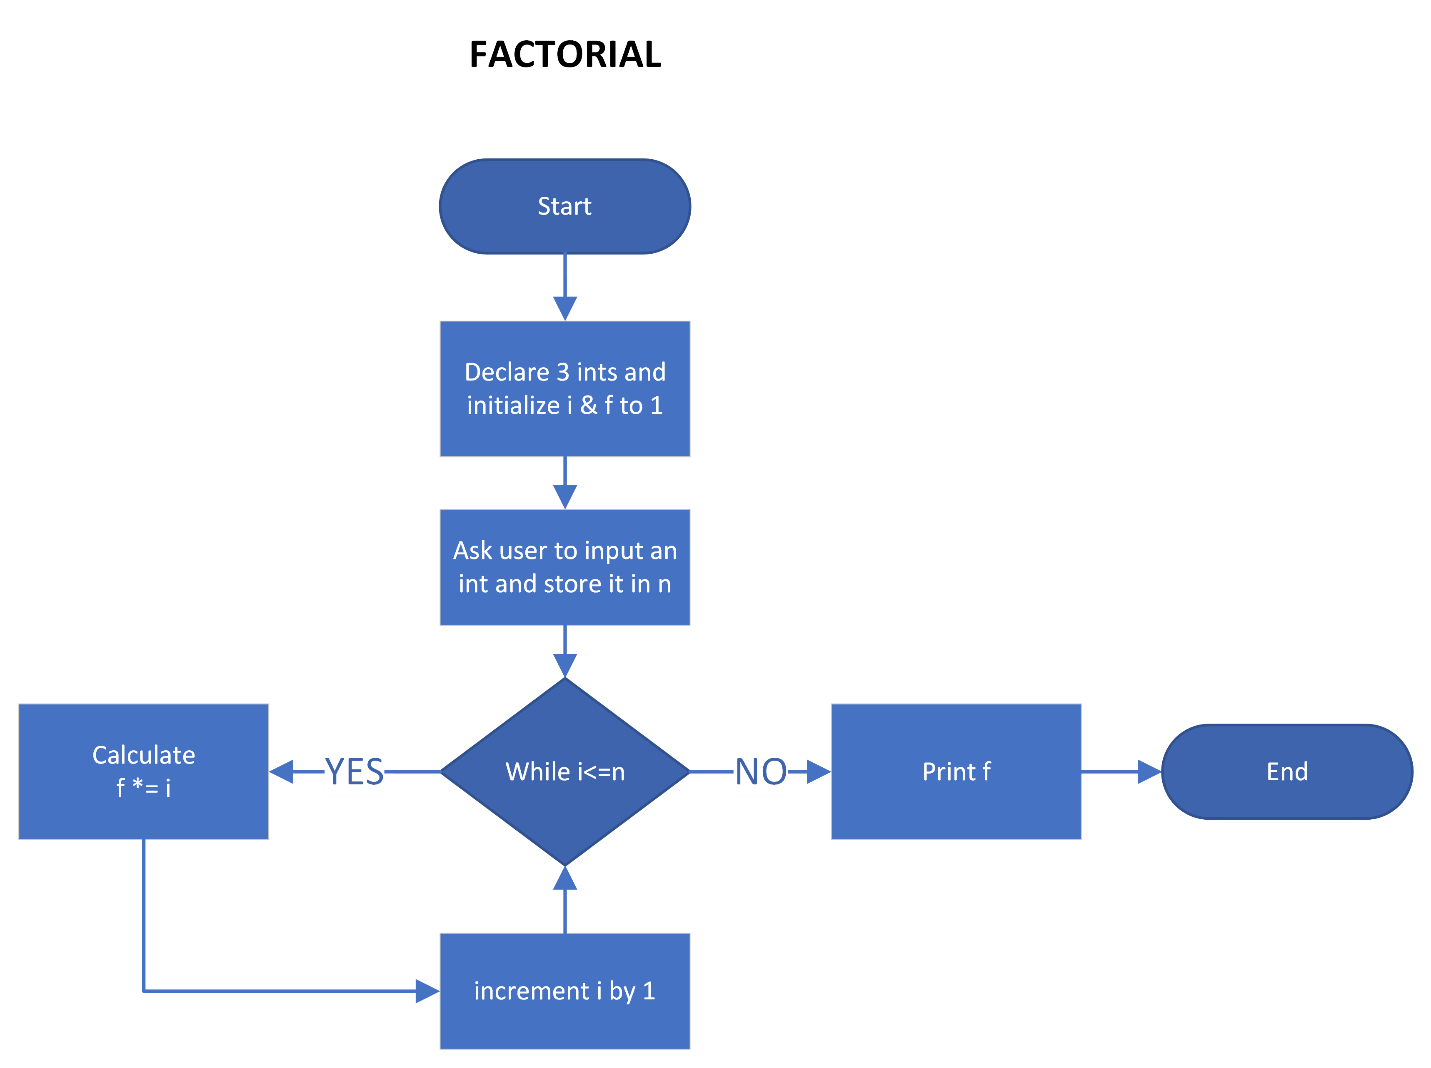 FACTORIAL
Start
Declare 3 ints and
initialize i & f to 1
Ask user to input an
int and store it in n
While i<=n
YES
Calculate
f *= i
increment i by 1
NO
Print f
End